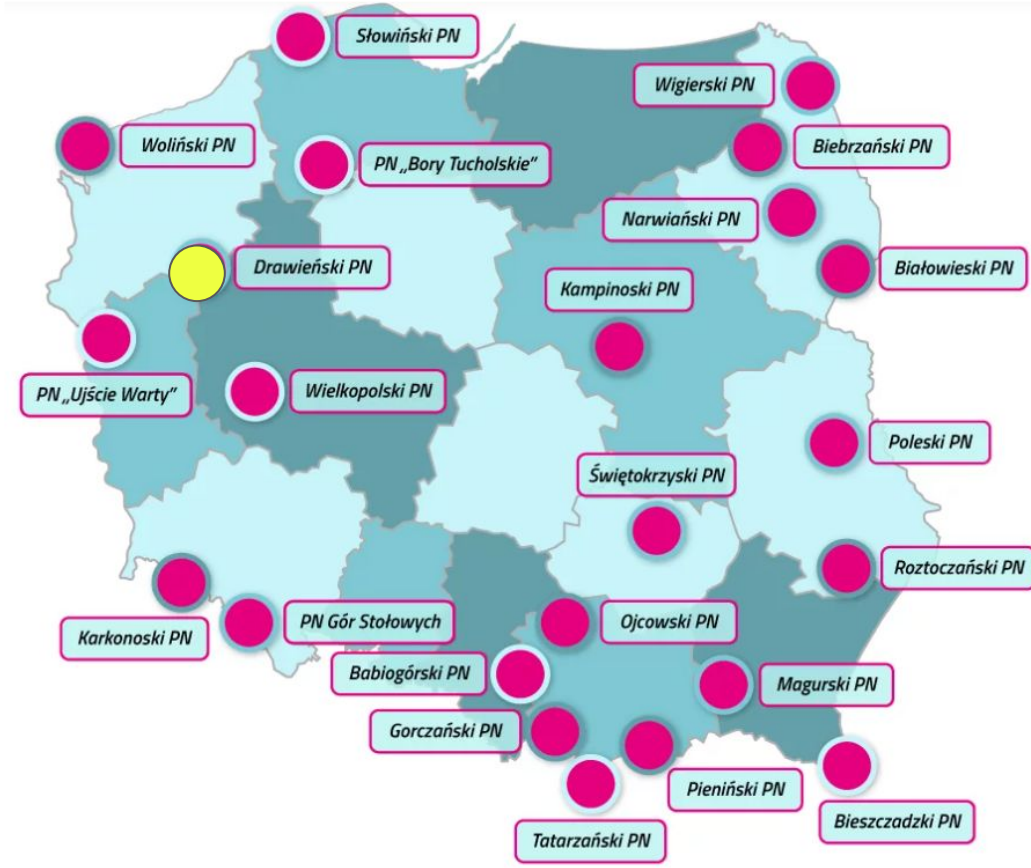 Słowiński PN
Wigierski PN
Woliński PN
Biebrzański PN
PN „Bory Tucholskie”
Narwiański PN
Drawieński PN
Białowieski PN
Kampinoski PN
PN „Ujście Warty”
Wielkopolski PN
Poleski PN
Świętokrzyski PN
Roztoczański PN
Karkonoski PN
PN Gór Stołowych
Ojcowski PN
Babiogórski PN
Magurski PN
Gorczański PN
Pieniński PN
Bieszczadzki PN
Tatarzański PN